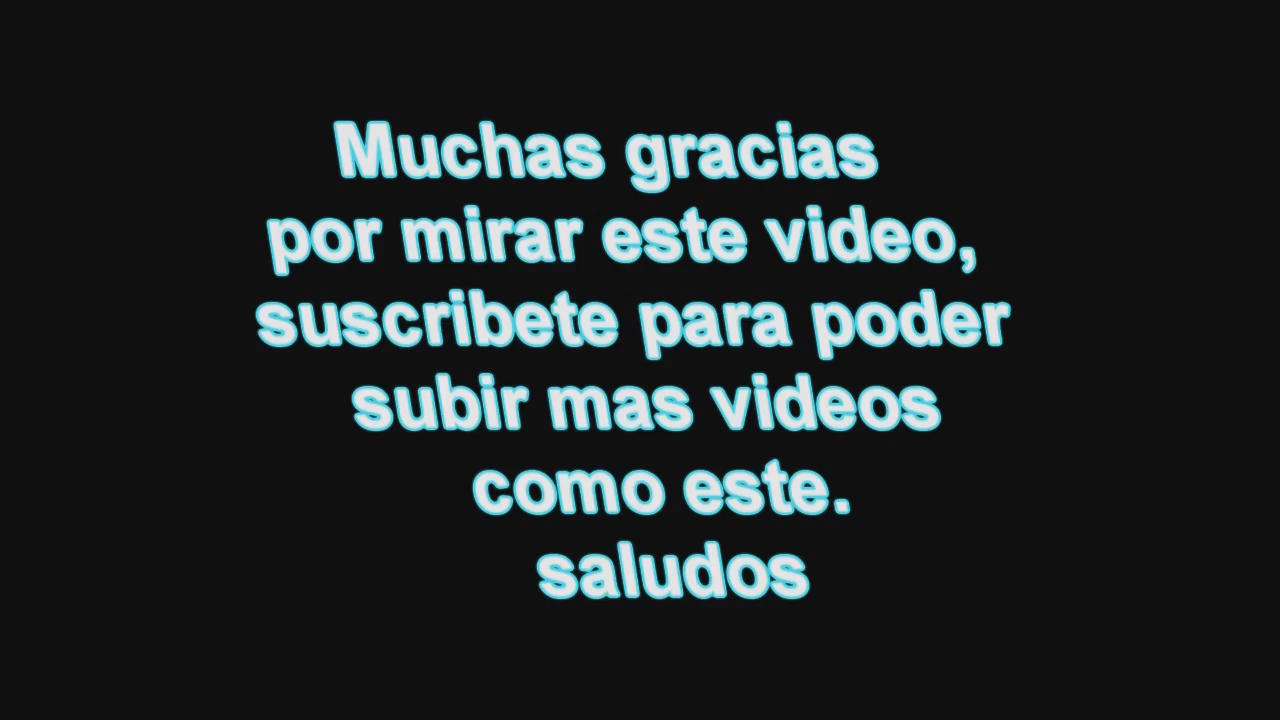 Muchas gracias
por mirar este video,
suscribete para poder
subir mas videos
como este.
saludos